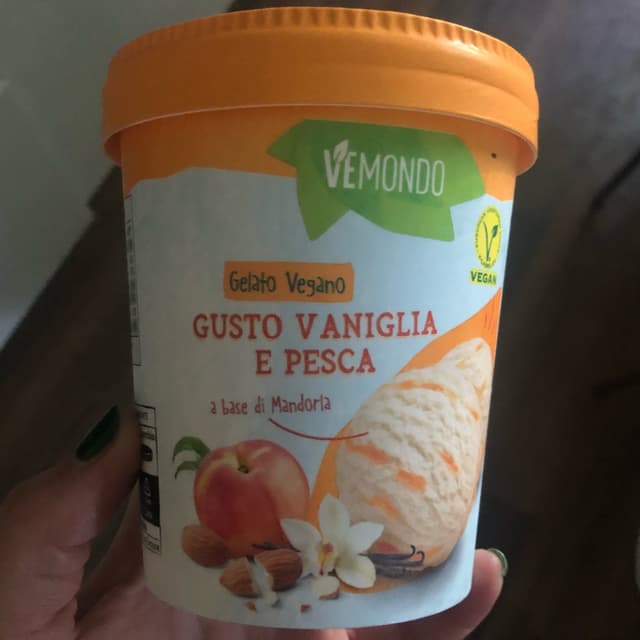 VEMONDO
VEGAN
Gelato Vegano
GUSTO VANIGLIA
E PESCA
a base di Mandorla